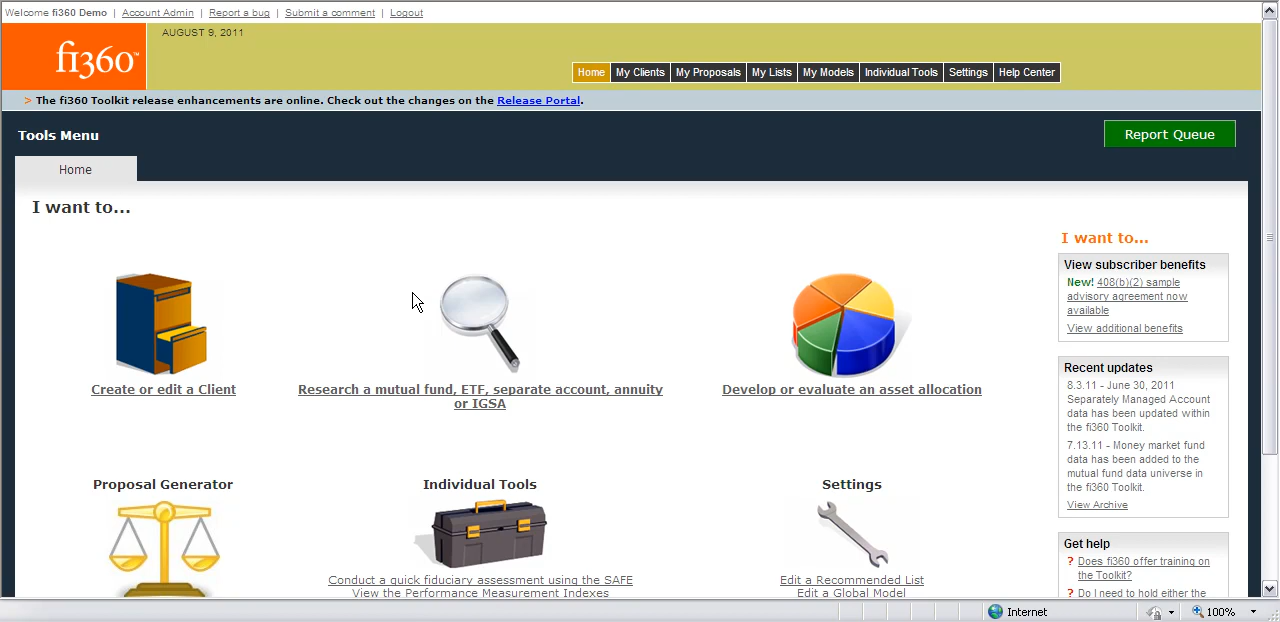 Welcome fi360 Demo | Account Admin | Report a bug | Submit a comment | Logout
fi360™
AUGUST 9, 2011
Home My Clients My Proposals My Lists My Models Individual Tools Settings Help Center
> The fi360 Toolkit release enhancements are online. Check out the changes on the Release Portal.
Tools Menu
Report Queue
Home
I want to...
Create or edit a Client
Research a mutual fund, ETF, separate account, annuity
or IGSA
Develop or evaluate an asset allocation
Proposal Generator
Individual Tools
Conduct a quick fiduciary assessment using the SAFE
View the Performance Measurement Indexes
Settings
Edit a Recommended List
Edit a Global Model
I want to...
View subscriber benefits
New! 408(b)(2) sample
advisory agreement now
available
View additional benefits
Recent updates
8.3.11 - June 30, 2011
Separately Managed Account
data has been updated within
the fi360 Toolkit.
7.13.11 - Money market fund
data has been added to the
mutual fund data universe in
the fi360 Toolkit.
View Archive
Get help
? Does fi360 offer training on
the Toolkit?
? Do I need to hold either the
Internet
100%